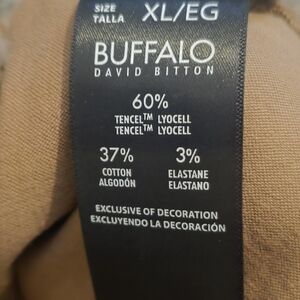 SIZE XL/EG
TALLA
BUFFALO
DAVID BITTON
60%
TENCEL™ LYOCELL
TENCEL™ LYOCELL
37% 3%
COTTON ELASTANE
ALGODÓN ELASTANO
EXCLUSIVE OF DECORATION
EXCLUYENDO LA DECORACIÓN